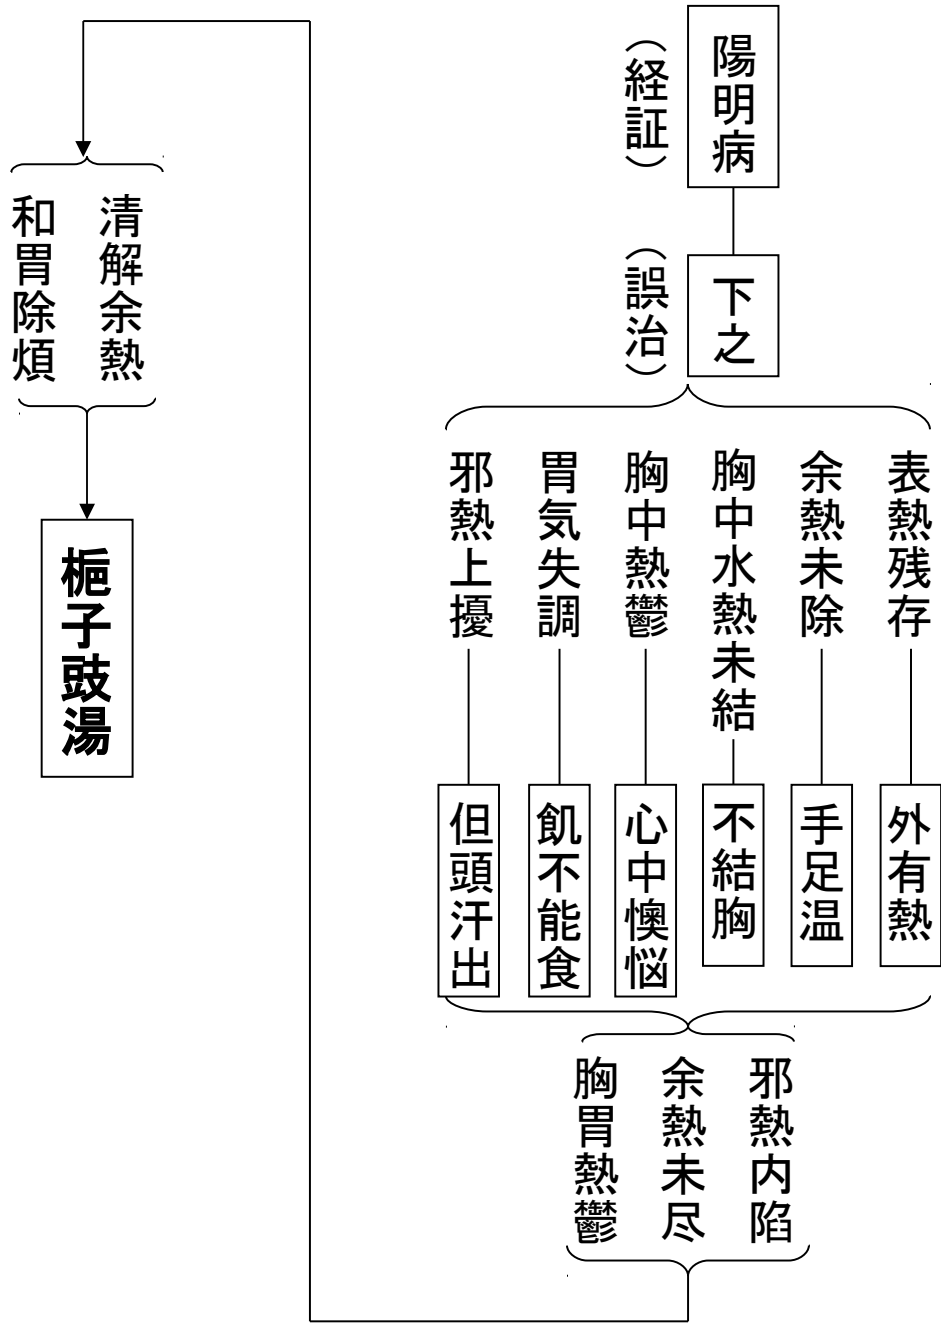 陽明病
（経証）
下之
（誤治）
表熱残存
余熱未除
胸中水熱未結
胸中熱鬱
胃気失調
邪熱上擾
外有熱
手足温
不結胸
心中懊悩
飢不能食
但頭汗出
邪熱内陷
余熱未尽
胸胃熱鬱
清解余熱
和胃除煩
梔子豉湯